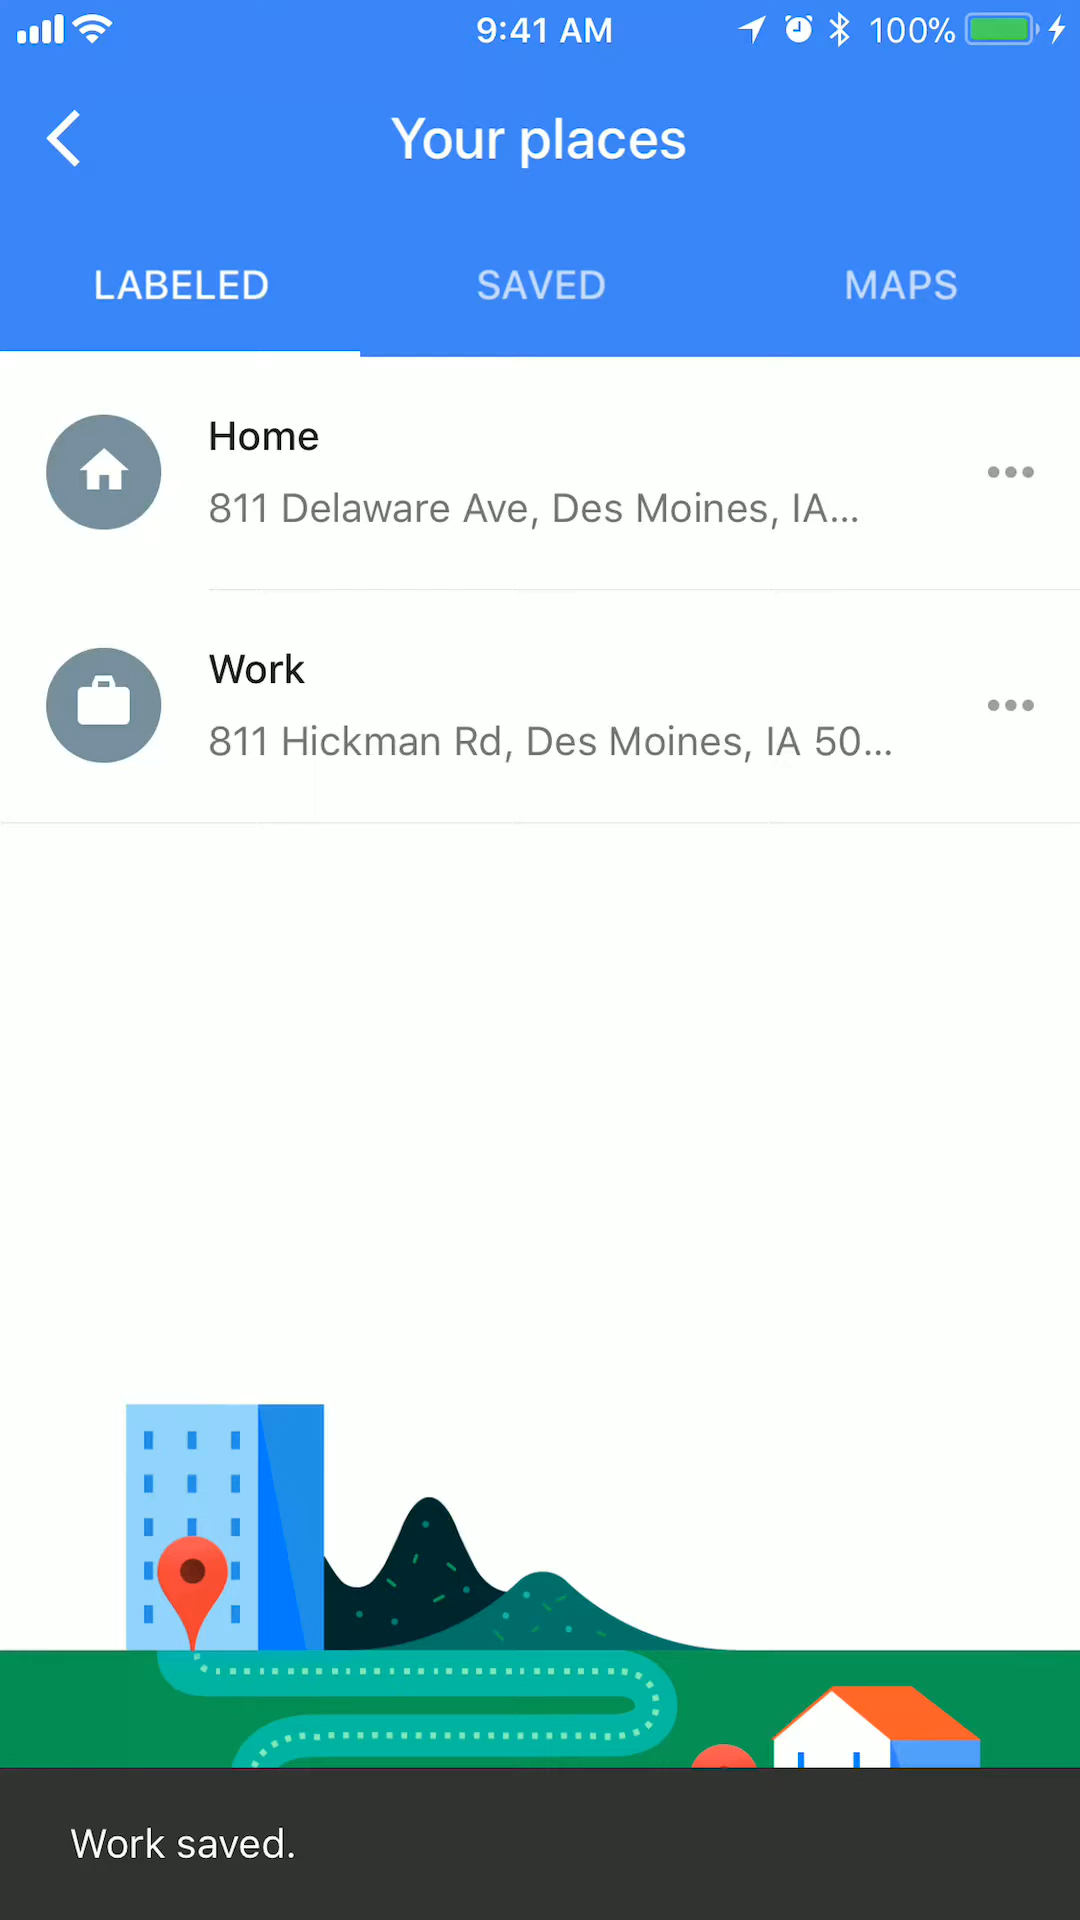 9:41 AM
100%
Your places
LABELED
SAVED
MAPS
Home
811 Delaware Ave, Des Moines, IA...
Work
811 Hickman Rd, Des Moines, IA 50...
Work saved.